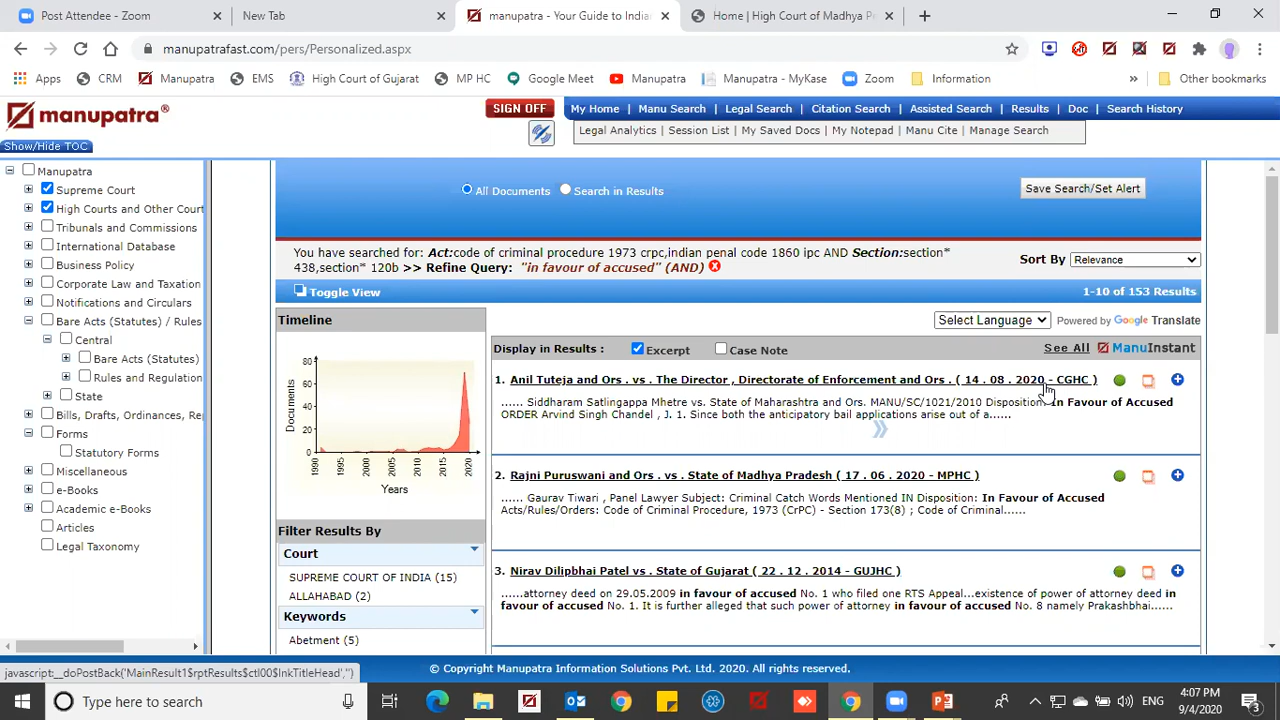 Post Attendee - Zoom
New Tab
manupatra - Your Guide to India
Home | High Court of Madhya P
manupatrafast.com/pers/Personalized.aspx
Apps
CRM
Manupatra
EMS
High Court of Gujarat
MP HC
Google Meet
Manupatra
Manupatra - MyKase
Zoom
Information
»
Other bookmarks
manupatra®
SIGN OFF
My Home
Manu Search
Legal Search
Citation Search
Assisted Search
Results
Doc
Search History
Legal Analytics
Session List
My Saved Docs
My Notepad
Manu Cite
Manage Search
Show/Hide TOC
Manupatra
Supreme Court
High Courts and Other Court
Tribunals and Commissions
International Database
Business Policy
Corporate Law and Taxation
Notifications and Circulars
Bare Acts (Statutes) / Rules
Central
Bare Acts (Statutes)
Rules and Regulation
State
Bills, Drafts, Ordinances, Re
Forms
Statutory Forms
Miscellaneous
e-Books
Academic e-Books
Articles
Legal Taxonomy
All Documents
Search in Results
Save Search/Set Alert
You have searched for: Act:code of criminal procedure 1973 crpc,indian penal code 1860 ipc AND Section:section*
438,section* 120b >> Refine Query: "in favour of accused" (AND)
Sort By
Relevance
Toggle View
1-10 of 153 Results
Timeline
Documents
80
60
40
20
0
1990
1995
2000
2005
2010
2015
2020
Years
Filter Results By
Court
SUPREME COURT OF INDIA (15)
ALLAHABAD (2)
Keywords
Abetment (5)
Select Language
Powered by Google Translate
Display in Results :
Excerpt
Case Note
See All
ManuInstant
1. Anil Tuteja and Ors . vs . The Director , Directorate of Enforcement and Ors . ( 14 . 08 . 2020 - CGHC )
...... Siddharam Satlingappa Mhetre vs. State of Maharashtra and Ors. MANU/SC/1021/2010 Disposition: In Favour of Accused
ORDER Arvind Singh Chandel , J. 1. Since both the anticipatory bail applications arise out of a......
2. Rajni Puruswani and Ors . vs . State of Madhya Pradesh ( 17 . 06 . 2020 - MPHC )
...... Gaurav Tiwari , Panel Lawyer Subject: Criminal Catch Words Mentioned IN Disposition: In Favour of Accused
Acts/Rules/Orders: Code of Criminal Procedure, 1973 (CrPC) - Section 173(8) ; Code of Criminal.....
3. Nirav Dilipbhai Patel vs . State of Gujarat ( 22 . 12 . 2014 - GUJHC )
......attorney deed on 29.05.2009 in favour of accused No. 1 who filed one RTS Appeal...existence of power of attorney deed in
favour of accused No. 1. It is further alleged that such power of attorney in favour of accused No. 8 namely Prakashbhai......
javascript:__doPostBack('MainResult1$rptResults$ctl00$lnkTitleHead','')
© Copyright Manupatra Information Solutions Pvt. Ltd. 2020. All rights reserved.
Type here to search
ENG
4:07 PM
9/4/2020
3